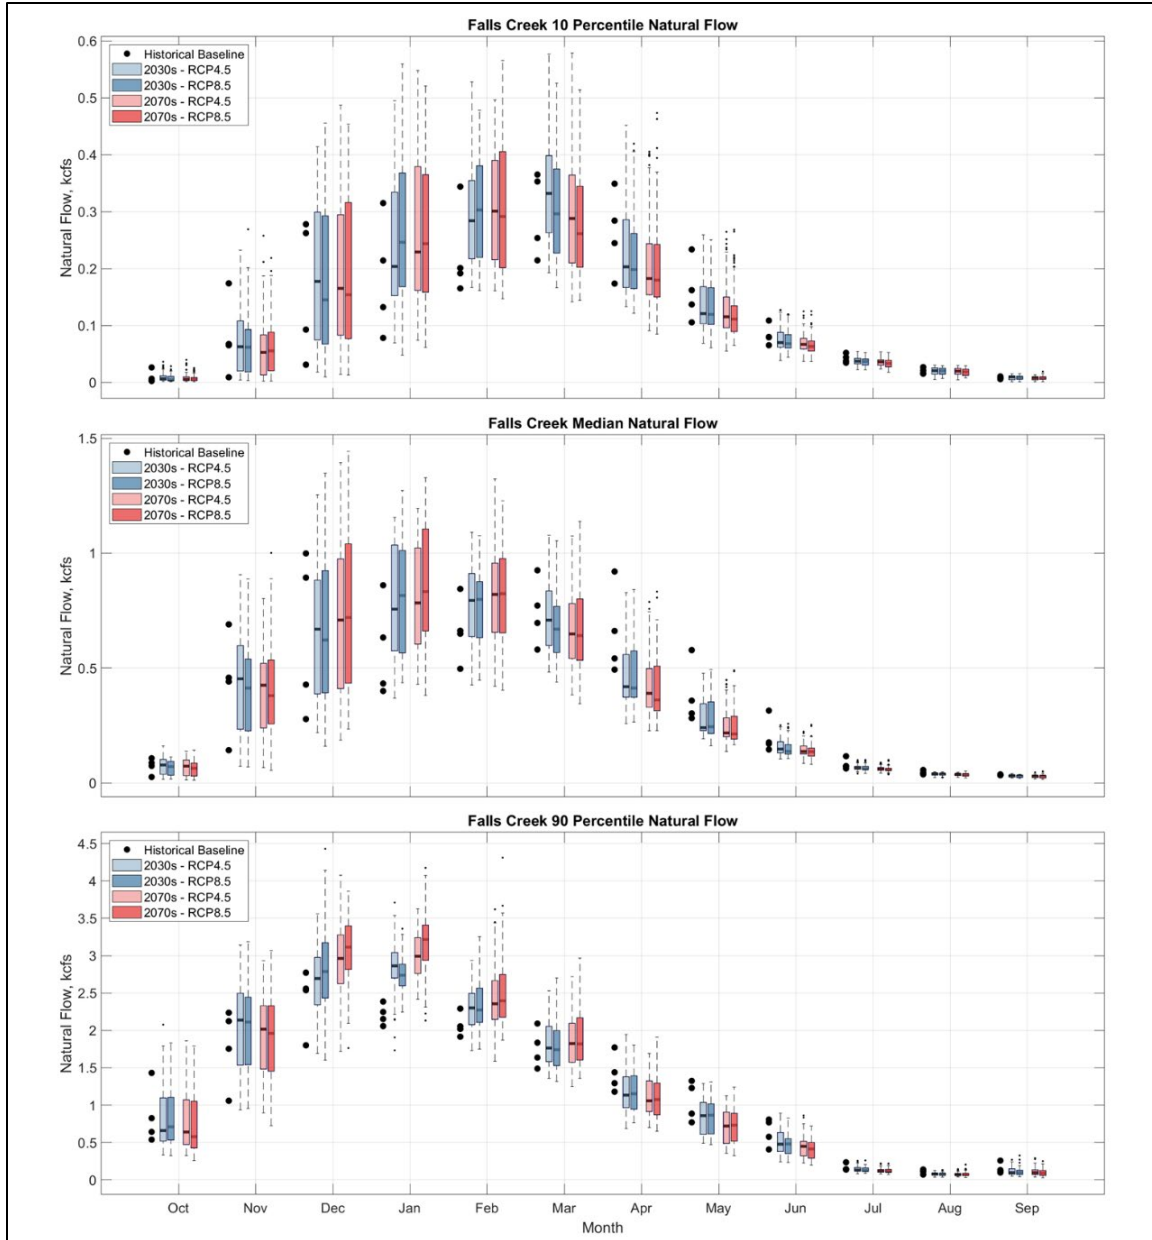 Falls Creek 10 Percentile Natural Flow
Historical Baseline
2030s - RCP4.5
2030s - RCP8.5
2070s - RCP4.5
2070s - RCP8.5
0.6
0.5
0.4
0.3
0.2
0.1
0
Natural Flow, kcfs
Falls Creek Median Natural Flow
Historical Baseline
2030s - RCP4.5
2030s - RCP8.5
2070s - RCP4.5
2070s - RCP8.5
1.5
1
0.5
0
Natural Flow, kcfs
Falls Creek 90 Percentile Natural Flow
Historical Baseline
2030s - RCP4.5
2030s - RCP8.5
2070s - RCP4.5
2070s - RCP8.5
4.5
4
3.5
3
2.5
2
1.5
1
0.5
0
Natural Flow, kcfs
Oct Nov Dec Jan Feb Mar Apr May Jun Jul Aug Sep
Month